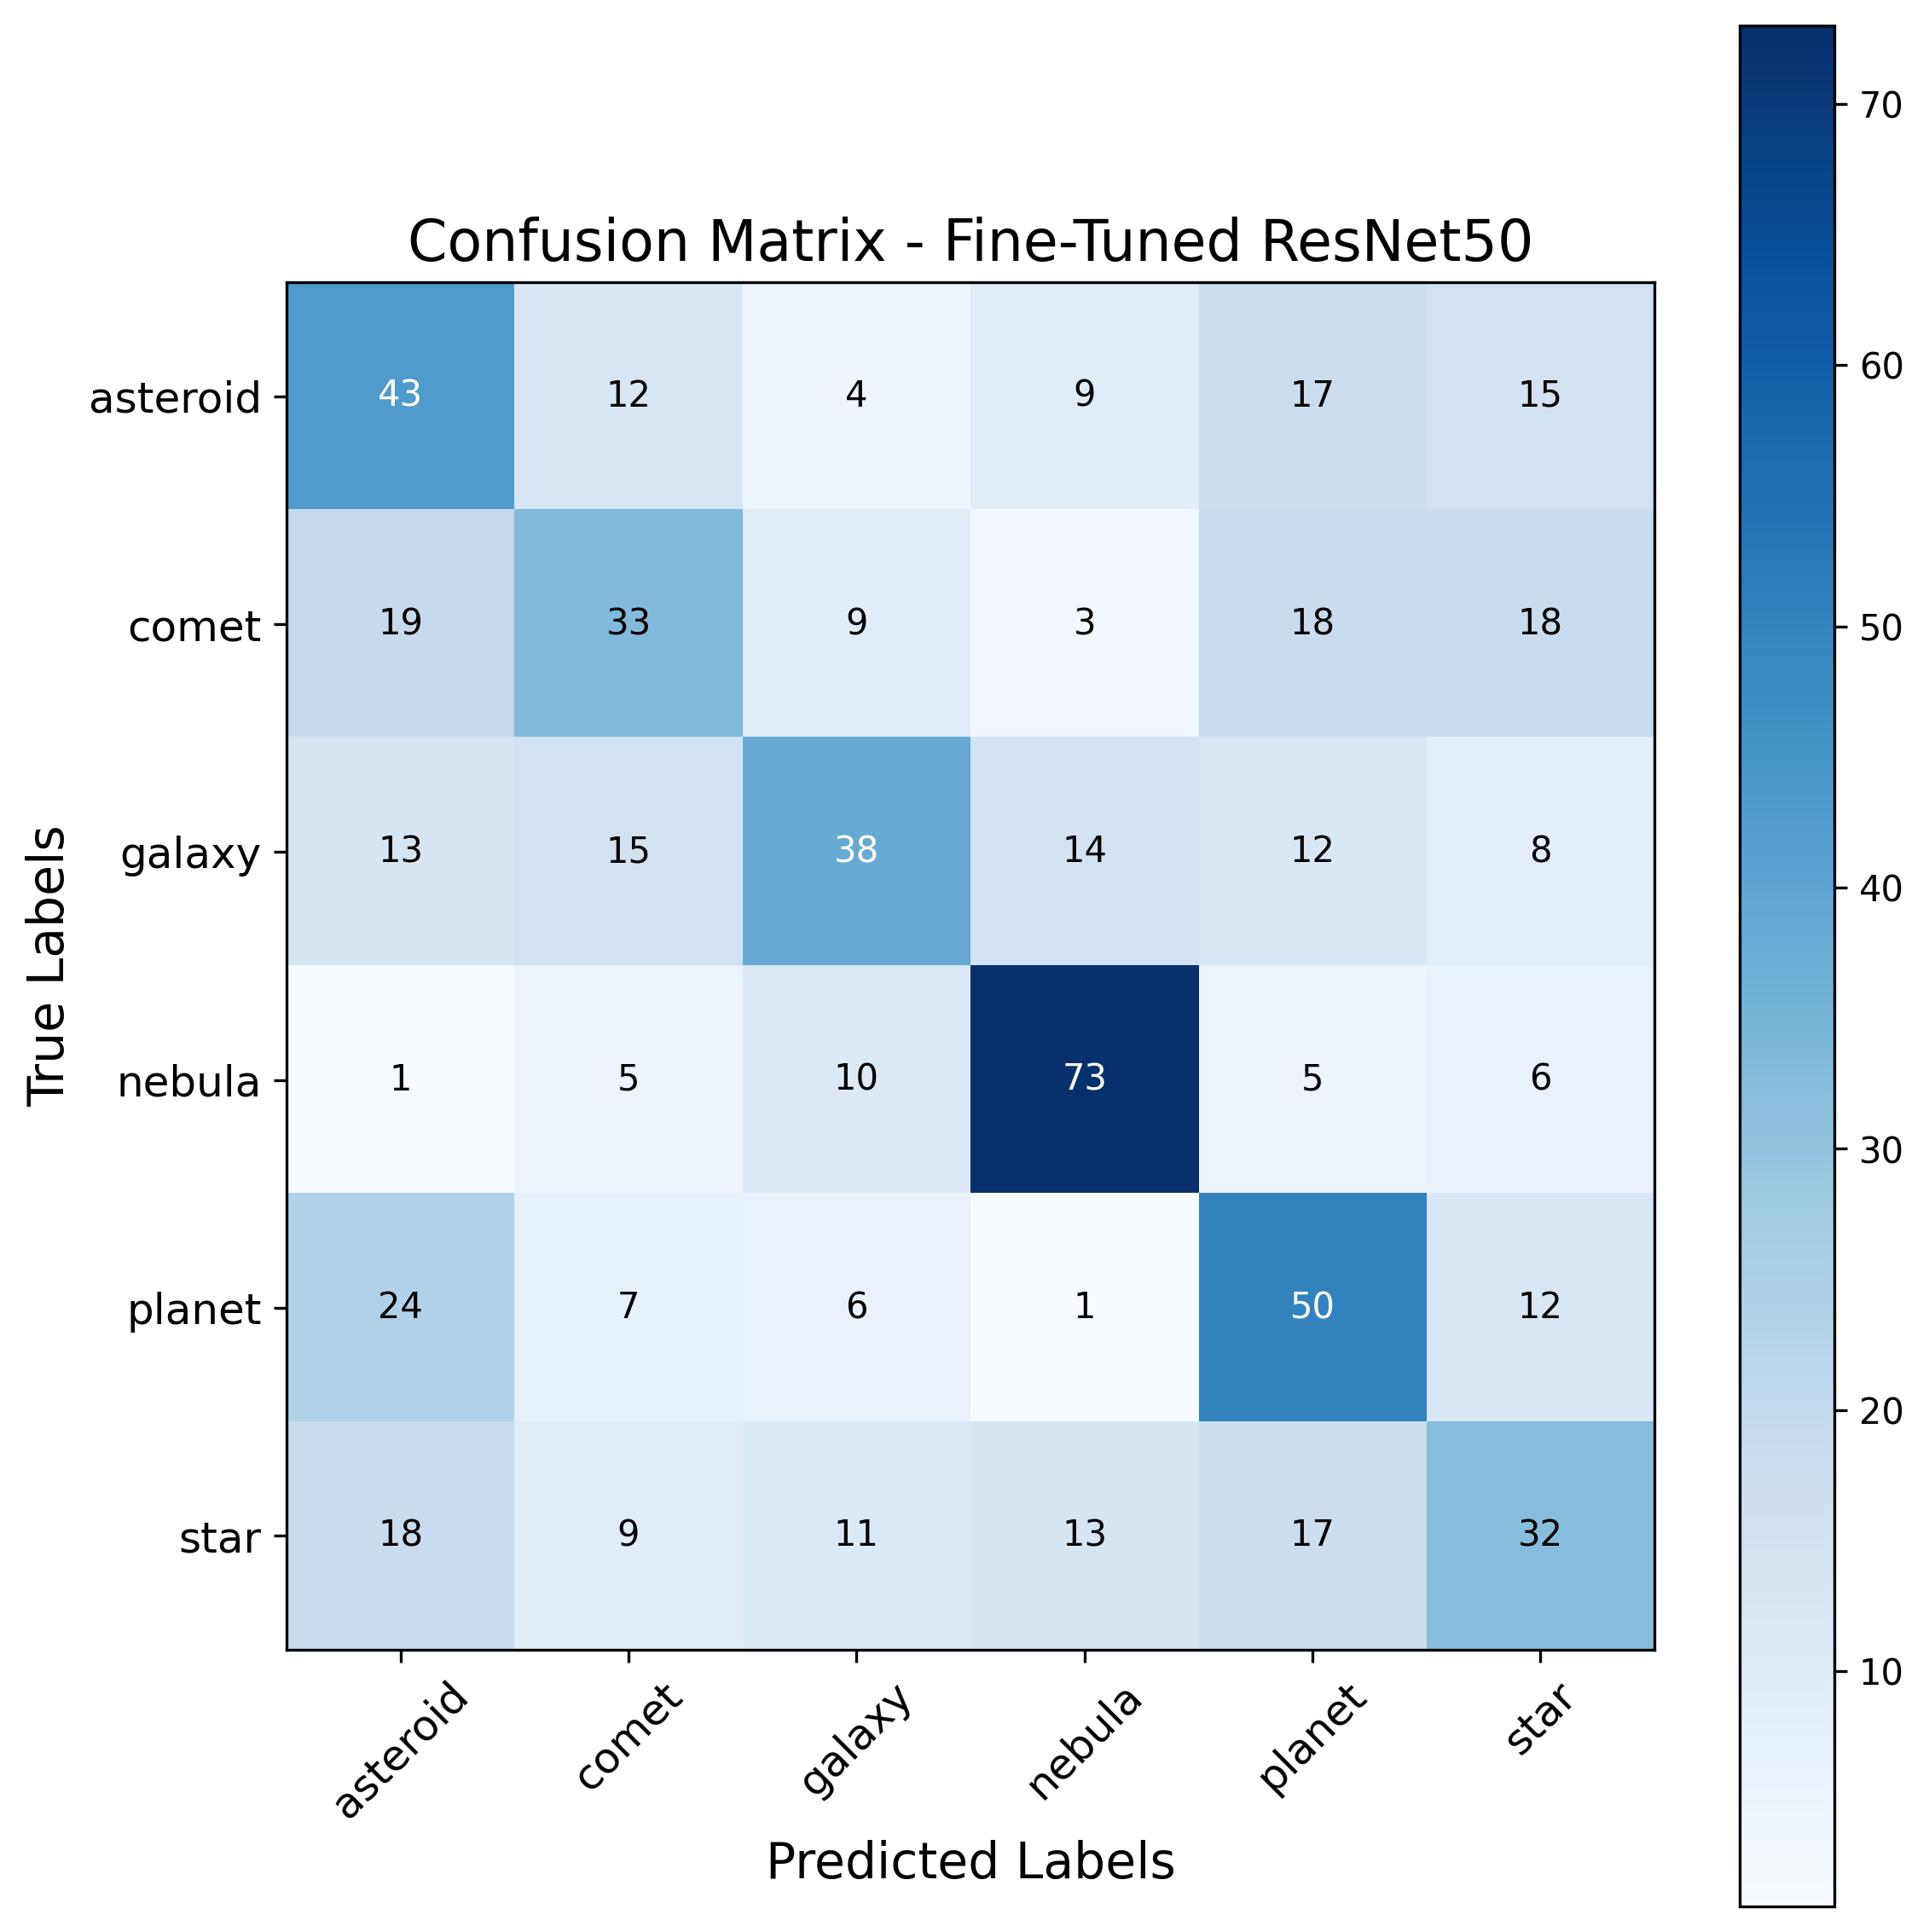 Confusion Matrix - Fine-Tuned ResNet50
True Labels
asteroid 43 12 4 9 17 15
comet 19 33 9 3 18 18
galaxy 13 15 38 14 12 8
nebula 1 5 10 73 5 6
planet 24 7 6 1 50 12
star 18 9 11 13 17 32
asteroid comet galaxy nebula planet star
Predicted Labels
70
60
50
40
30
20
10